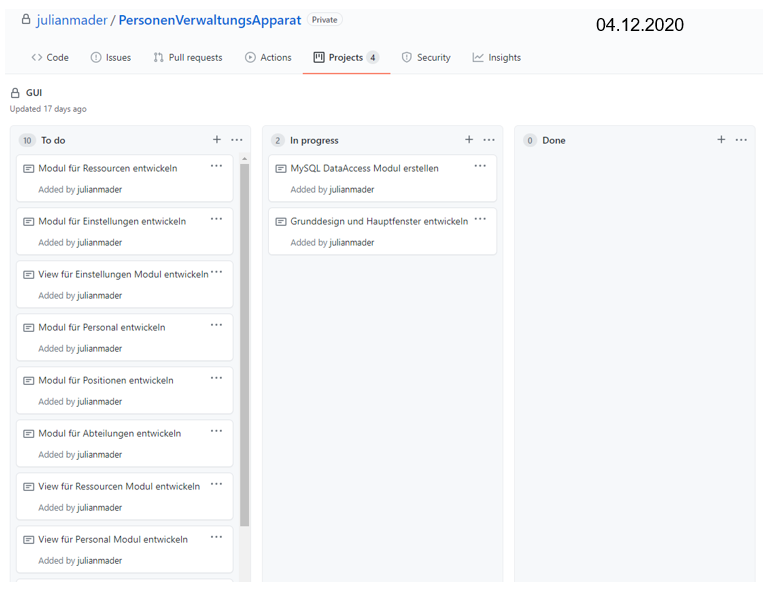 julianmader / PersonenVerwaltungsApparat Private
04.12.2020
Code Issues Pull requests Actions Projects 4 Security Insights
GUI
Updated 17 days ago
10 To do
Modul für Ressourcen entwickeln
Added by julianmader
Modul für Einstellungen entwickeln
Added by julianmader
View für Einstellungen Modul entwickeln
Added by julianmader
Modul für Personal entwickeln
Added by julianmader
Modul für Positionen entwickeln
Added by julianmader
Modul für Abteilungen entwickeln
Added by julianmader
View für Ressourcen Modul entwickeln
Added by julianmader
View für Personal Modul entwickeln
Added by julianmader
2 In progress
MySQL DataAccess Modul erstellen
Added by julianmader
Grunddesign und Hauptfenster entwickeln
Added by julianmader
0 Done